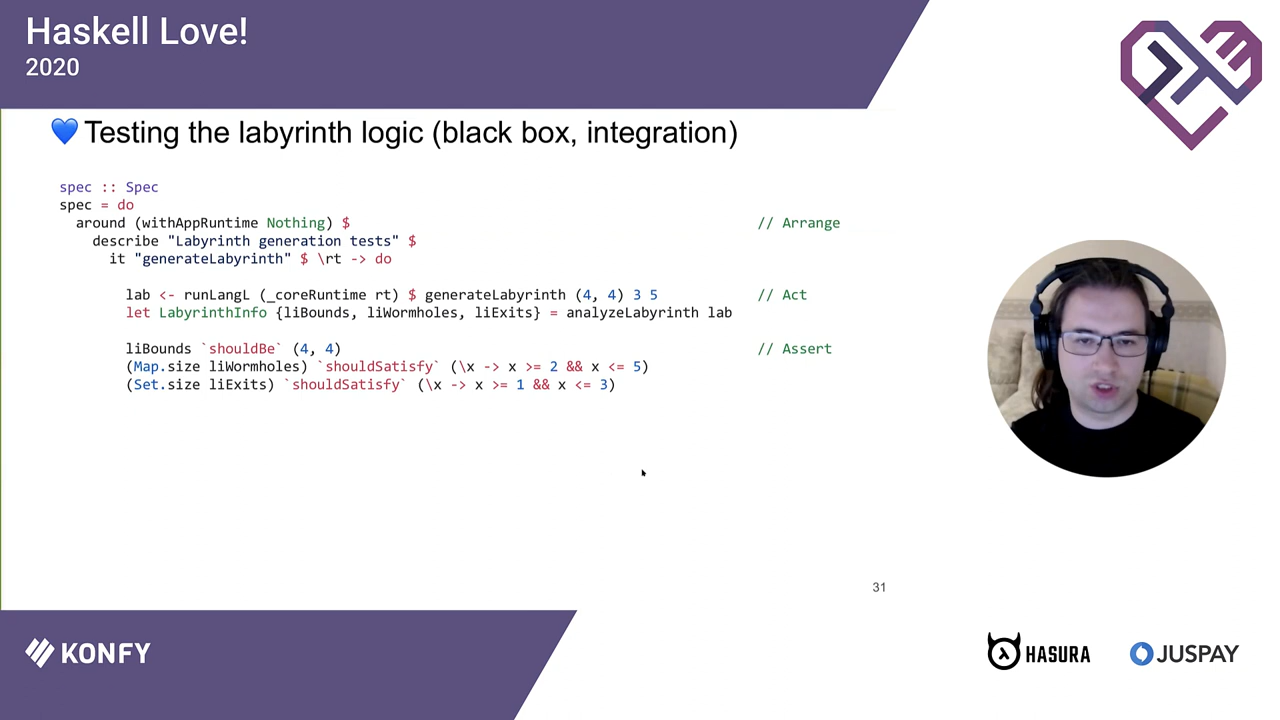 Haskell Love!
2020
💙 Testing the labyrinth logic (black box, integration)
spec :: Spec
spec = do
  around (withAppRuntime Nothing) $ // Arrange
    describe "Labyrinth generation tests" $
      it "generateLabyrinth" $ \rt -> do
        lab <- runLangL (_coreRuntime rt) $ generateLabyrinth (4, 4) 3 5 // Act
        let LabyrinthInfo {liBounds, liWormholes, liExits} = analyzeLabyrinth lab
        liBounds `shouldBe` (4, 4) // Assert
        (Map.size liWormholes) `shouldSatisfy` (\x -> x >= 2 && x <= 5)
        (Set.size liExits) `shouldSatisfy` (\x -> x >= 1 && x <= 3)
31
KONFY
HASURA
JUSPAY